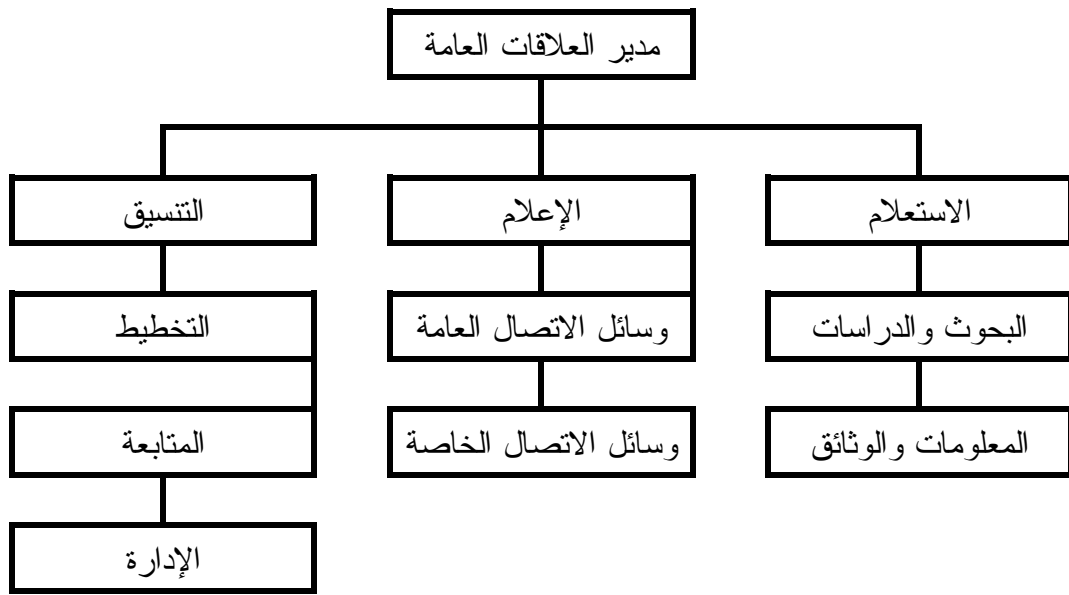 مدير العلاقات العامة
الاستعلام
الإعلام
التنسيق
البحوث والدراسات
وسائل الاتصال العامة
التخطيط
المعلومات والوثائق
وسائل الاتصال الخاصة
المتابعة
الإدارة